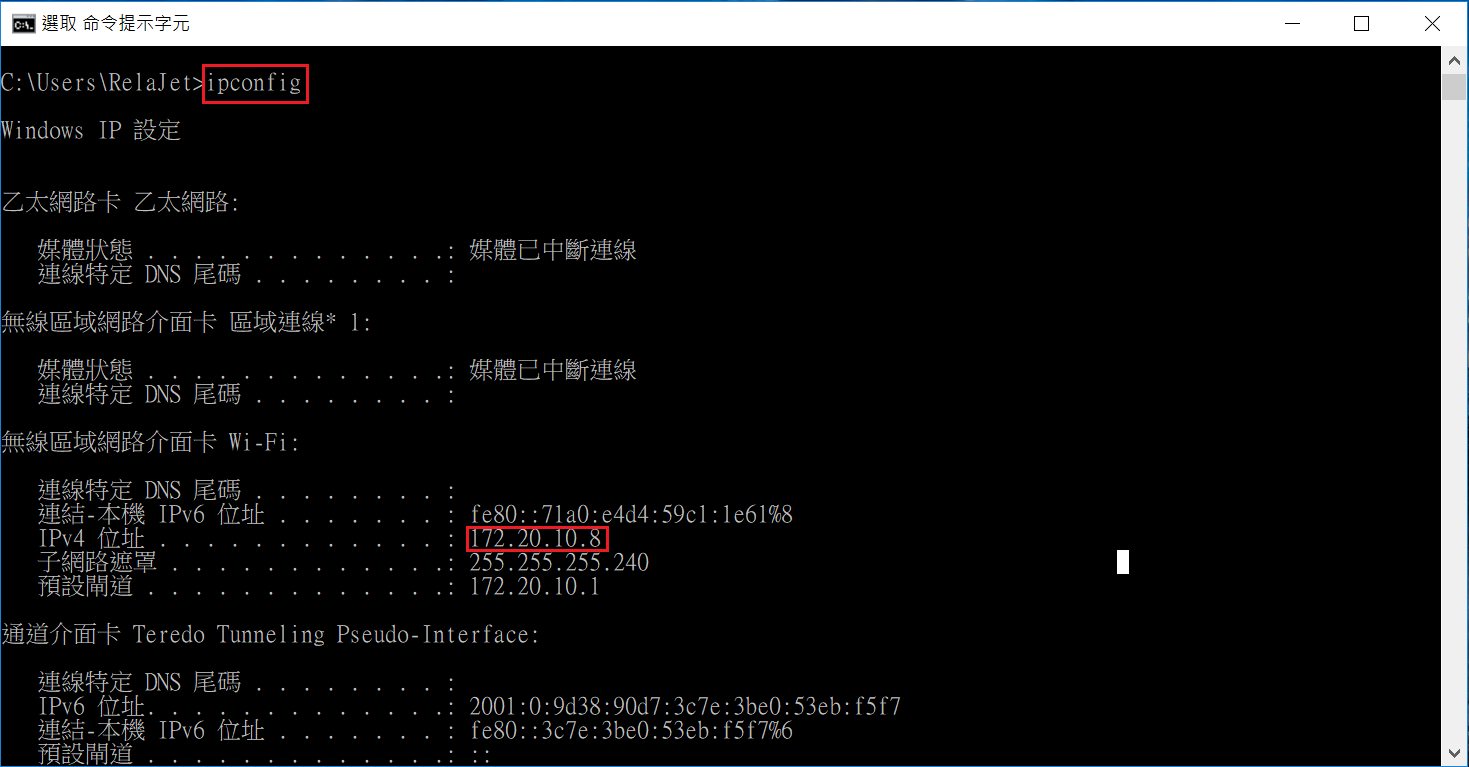 選取 命令提示字元
C:\Users\RelaJet>ipconfig
Windows IP 設定
乙太網路卡 乙太網路:
媒體狀態 . . . . . . . . . . . . .: 媒體已中斷連線
連線特定 DNS 尾碼 . . . . . . . . :
無線區域網路介面卡 區域連線* 1:
媒體狀態 . . . . . . . . . . . . .: 媒體已中斷連線
連線特定 DNS 尾碼 . . . . . . . . :
無線區域網路介面卡 Wi-Fi:
連線特定 DNS 尾碼 . . . . . . . . :
連結-本機 IPv6 位址 . . . . . . . : fe80::71a0:e4d4:59c1:1e61%8
IPv4 位址 . . . . . . . . . . . . : 172.20.10.8
子網路遮罩 . . . . . . . . . . . .: 255.255.255.240
預設閘道 . . . . . . . . . . . . .: 172.20.10.1
通道介面卡 Teredo Tunneling Pseudo-Interface:
連線特定 DNS 尾碼 . . . . . . . . :
IPv6 位址. . . . . . . . . . . . .: 2001:0:9d38:90d7:3c7e:3be0:53eb:f5f7
連結-本機 IPv6 位址 . . . . . . . : fe80::3c7e:3be0:53eb:f5f7%6
預設閘道 . . . . . . . . . . . . .: ::